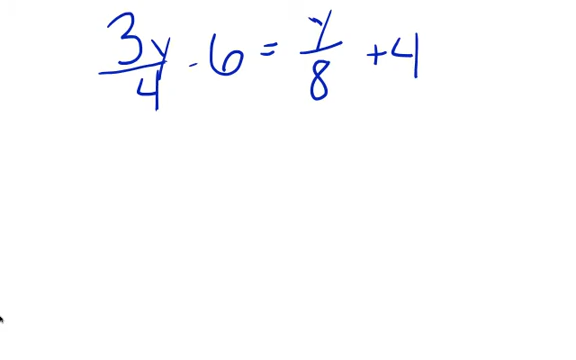 3y/4 - 6 = y/8 + 4